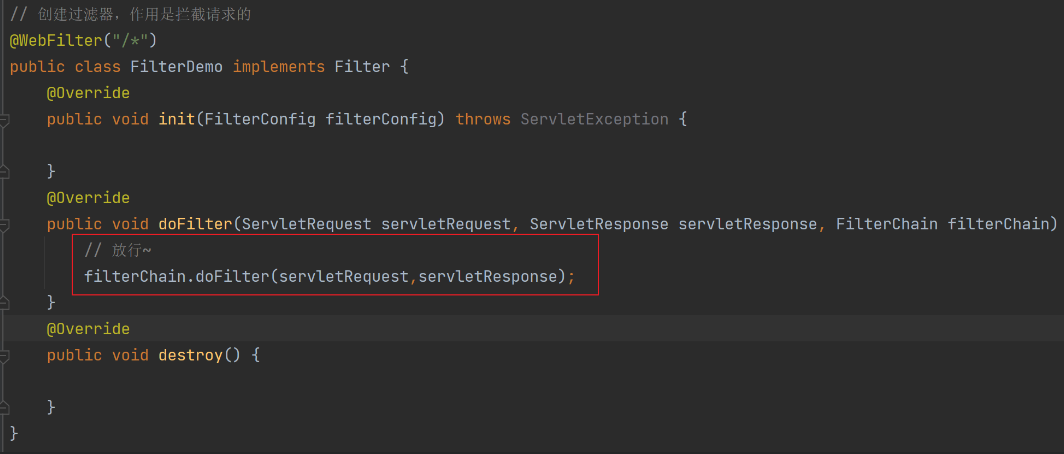 // 创建过滤器，作用是拦截请求的
@WebFilter("/*")
public class FilterDemo implements Filter {
@Override
public void init(FilterConfig filterConfig) throws ServletException {
}
@Override
public void doFilter(ServletRequest servletRequest, ServletResponse servletResponse, FilterChain filterChain)
// 放行~
filterChain.doFilter(servletRequest,servletResponse);
}
@Override
public void destroy() {
}
}